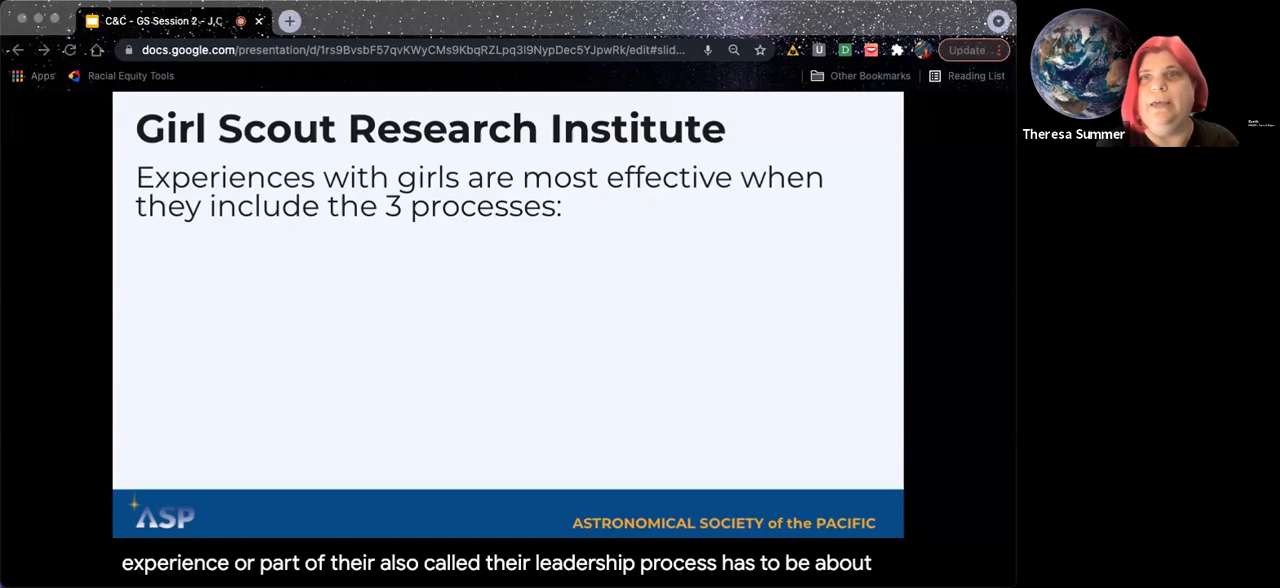 C&C - GS Session 2 - J,C
docs.google.com/presentation/d/1rs9BvsbF57qvKWyCMs9KbqRZLpq3l9NypDec5YJpwRk/edit#slid...
U
D
Update
Apps
Racial Equity Tools
Other Bookmarks
Reading List
Girl Scout Research Institute
Experiences with girls are most effective when
they include the 3 processes:
Theresa Summer
Earth
ASP
ASTRONOMICAL SOCIETY of the PACIFIC
experience or part of their also called their leadership process has to be about